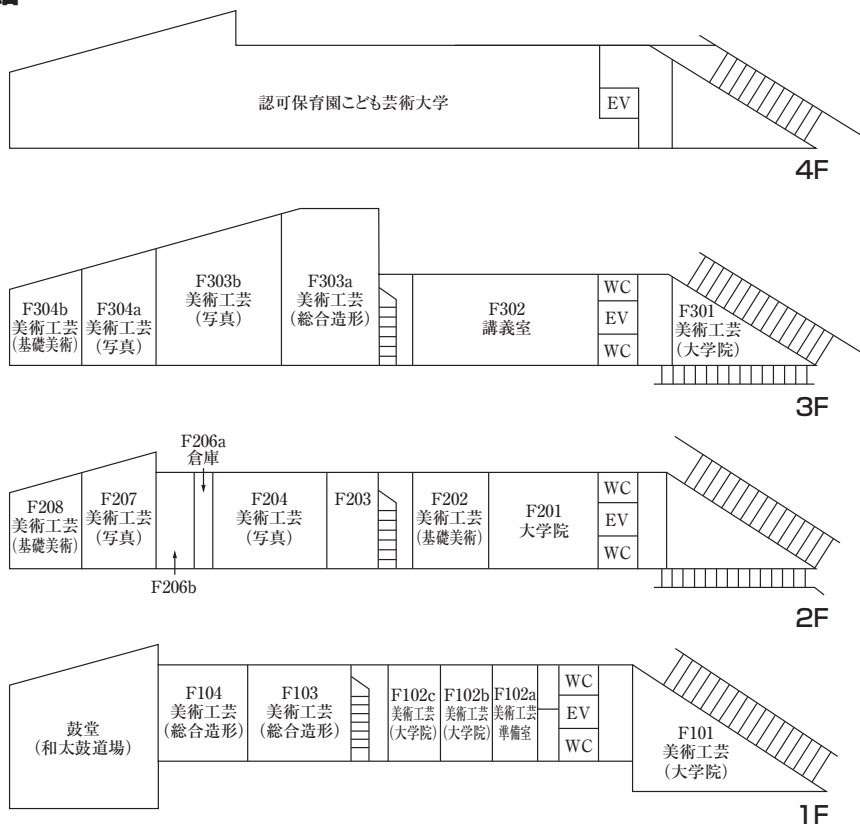 認可保育園こども芸術大学
EV
4F
F304b
美術工芸
(基礎美術)
F304a
美術工芸
(写真)
F303b
美術工芸
(写真)
F303a
美術工芸
(総合造形)
F302
講義室
WC
EV
WC
F301
美術工芸
(大学院)
3F
F206a
倉庫
F208
美術工芸
(基礎美術)
F207
美術工芸
(写真)
F204
美術工芸
(写真)
F203
F202
美術工芸
(基礎美術)
F201
大学院
WC
EV
WC
F206b
2F
鼓堂
(和太鼓道場)
F104
美術工芸
(総合造形)
F103
美術工芸
(総合造形)
F102c
美術工芸
(大学院)
F102b
美術工芸
(大学院)
F102a
美術工芸
準備室
WC
EV
WC
F101
美術工芸
(大学院)
1F